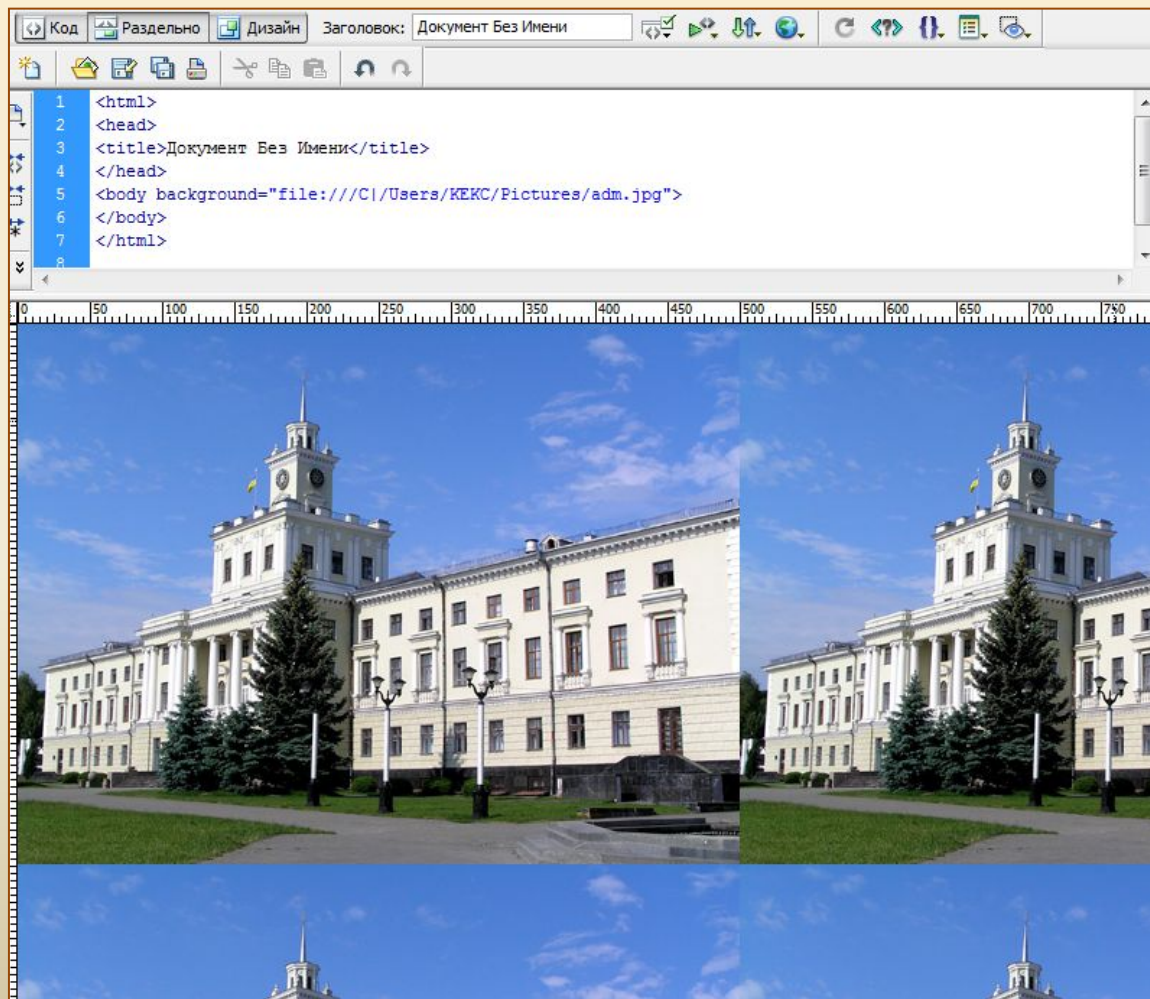 Код Раздельно Дизайн Заголовок: Документ Без Имени
1 <html>
2 <head>
3 <title>Документ Без Имени</title>
4 </head>
5 <body background="file:///C|/Users/КЕКС/Pictures/adm.jpg">
6 </body>
7 </html>
8
0 50 100 150 200 250 300 350 400 450 500 550 600 650 700 750